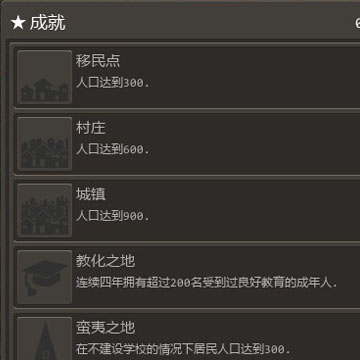 ★ 成就
移民点
人口达到300.
村庄
人口达到600.
城镇
人口达到900.
教化之地
连续四年拥有超过200名受到过良好教育的成年人.
蛮夷之地
在不建设学校的情况下居民人口达到300.